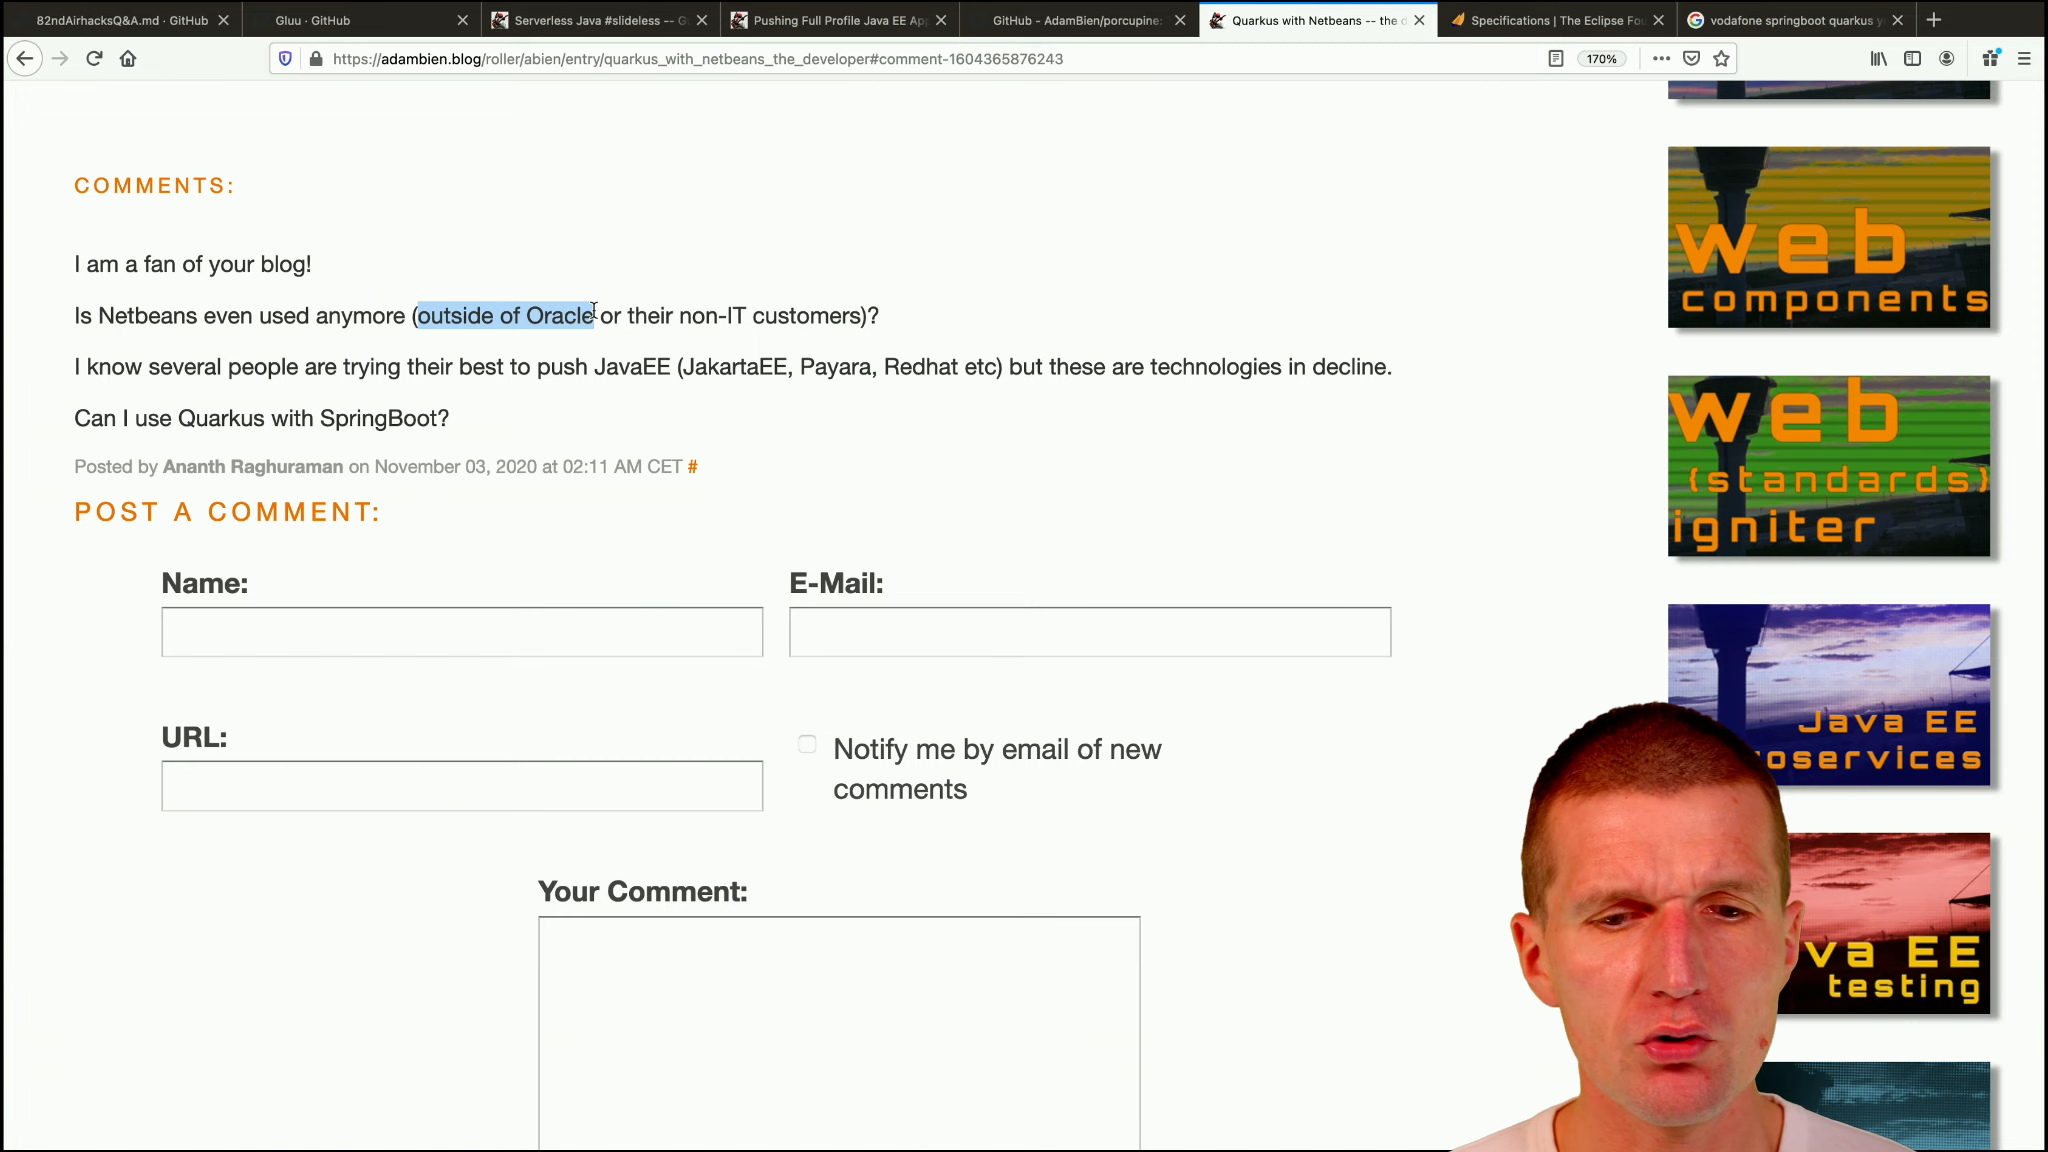 82ndAirhacksQ&A.md · GitHub
Gluu · GitHub
Serverless Java #slideless -- G
Pushing Full Profile Java EE Ap
GitHub - AdamBien/porcupine:
Quarkus with Netbeans -- the d
Specifications | The Eclipse Fou
vodafone springboot quarkus y
https://adambien.blog/roller/abien/entry/quarkus_with_netbeans_the_developer#comment-1604365876243
170%
COMMENTS:
I am a fan of your blog!
Is Netbeans even used anymore (outside of Oracle or their non-IT customers)?
I know several people are trying their best to push JavaEE (JakartaEE, Payara, Redhat etc) but these are technologies in decline.
Can I use Quarkus with SpringBoot?
Posted by Ananth Raghuraman on November 03, 2020 at 02:11 AM CET #
POST A COMMENT:
Name:
E-Mail:
URL:
Notify me by email of new
comments
Your Comment:
web
components
web
{standards}
igniter
Java EE
oservices
va EE
testing